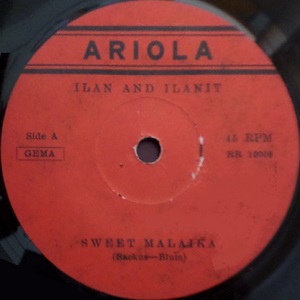 ARIOLA
ILAN AND ILANIT
Side A
45 RPM
GEMA
SWEET MALAIKA